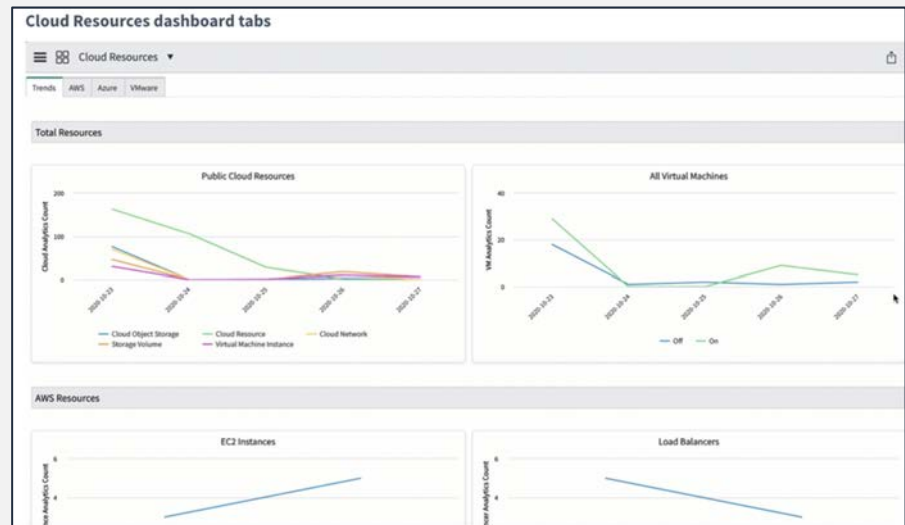 Cloud Resources dashboard tabs
Cloud Resources ▼
Trends AWS Azure VMware
Total Resources
Public Cloud Resources
Cloud Analytics Count
200
100
0
2020-10-23 2020-10-24 2020-10-25 2020-10-26 2020-10-27
Cloud Object Storage Cloud Resource Cloud Network
Storage Volume Virtual Machine Instance
All Virtual Machines
VM Analytics Count
40
20
0
2020-10-23 2020-10-24 2020-10-25 2020-10-26 2020-10-27
Off On
AWS Resources
EC2 Instances
Analytics Count
6
4
Load Balancers
Analytics Count
6
4